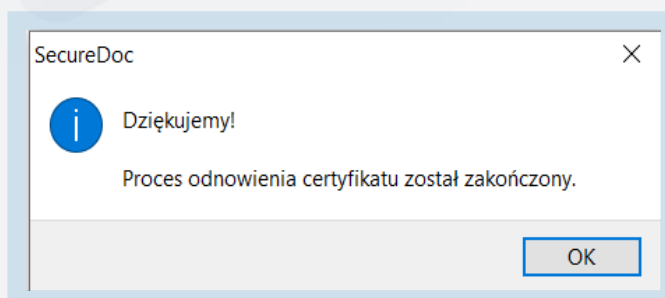 SecureDoc
Dziękujemy!
Proces odnowienia certyfikatu został zakończony.
OK